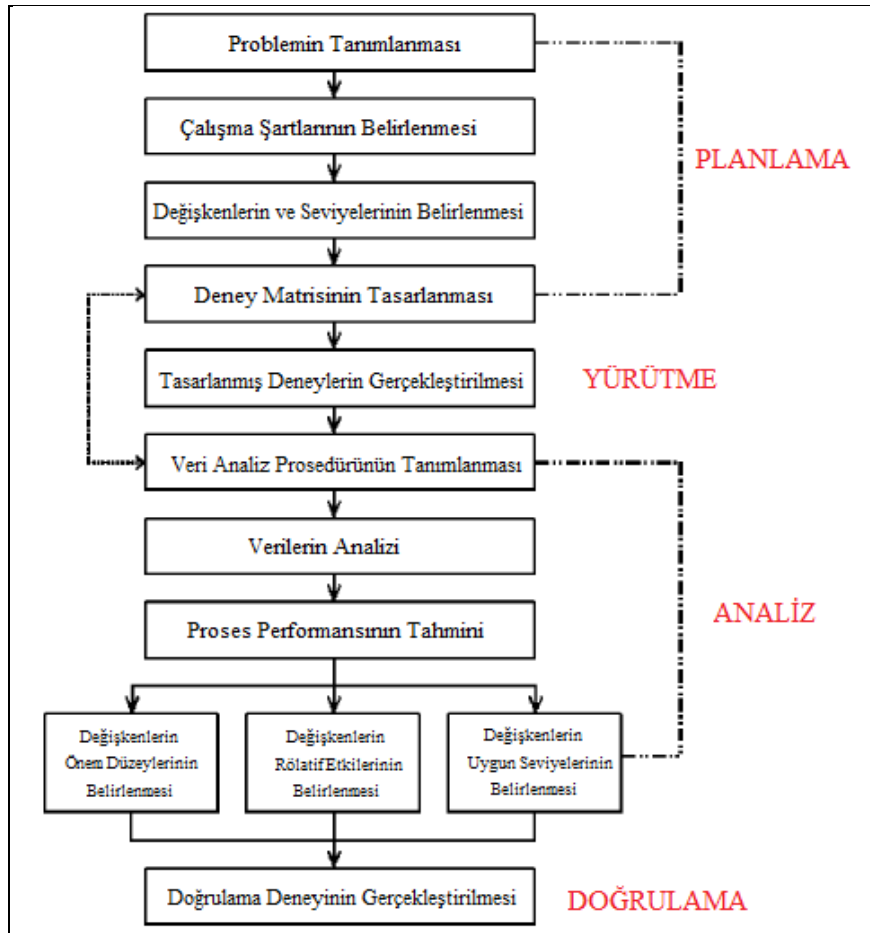 Problemin Tanımlanması
Çalışma Şartlarının Belirlenmesi
PLANLAMA
Değişkenlerin ve Seviyelerinin Belirlenmesi
Deney Matrisinin Tasarlanması
Tasarlanmış Deneylerin Gerçekleştirilmesi
YÜRÜTME
Veri Analiz Prosedürünün Tanımlanması
Verilerin Analizi
Proses Performansının Tahmini
ANALİZ
Değişkenlerin
Önem Düzeylerinin
Belirlenmesi
Değişkenlerin
Rölatif Etkilerinin
Belirlenmesi
Değişkenlerin
Uygun Seviyelerinin
Belirlenmesi
Doğrulama Deneyinin Gerçekleştirilmesi
DOĞRULAMA